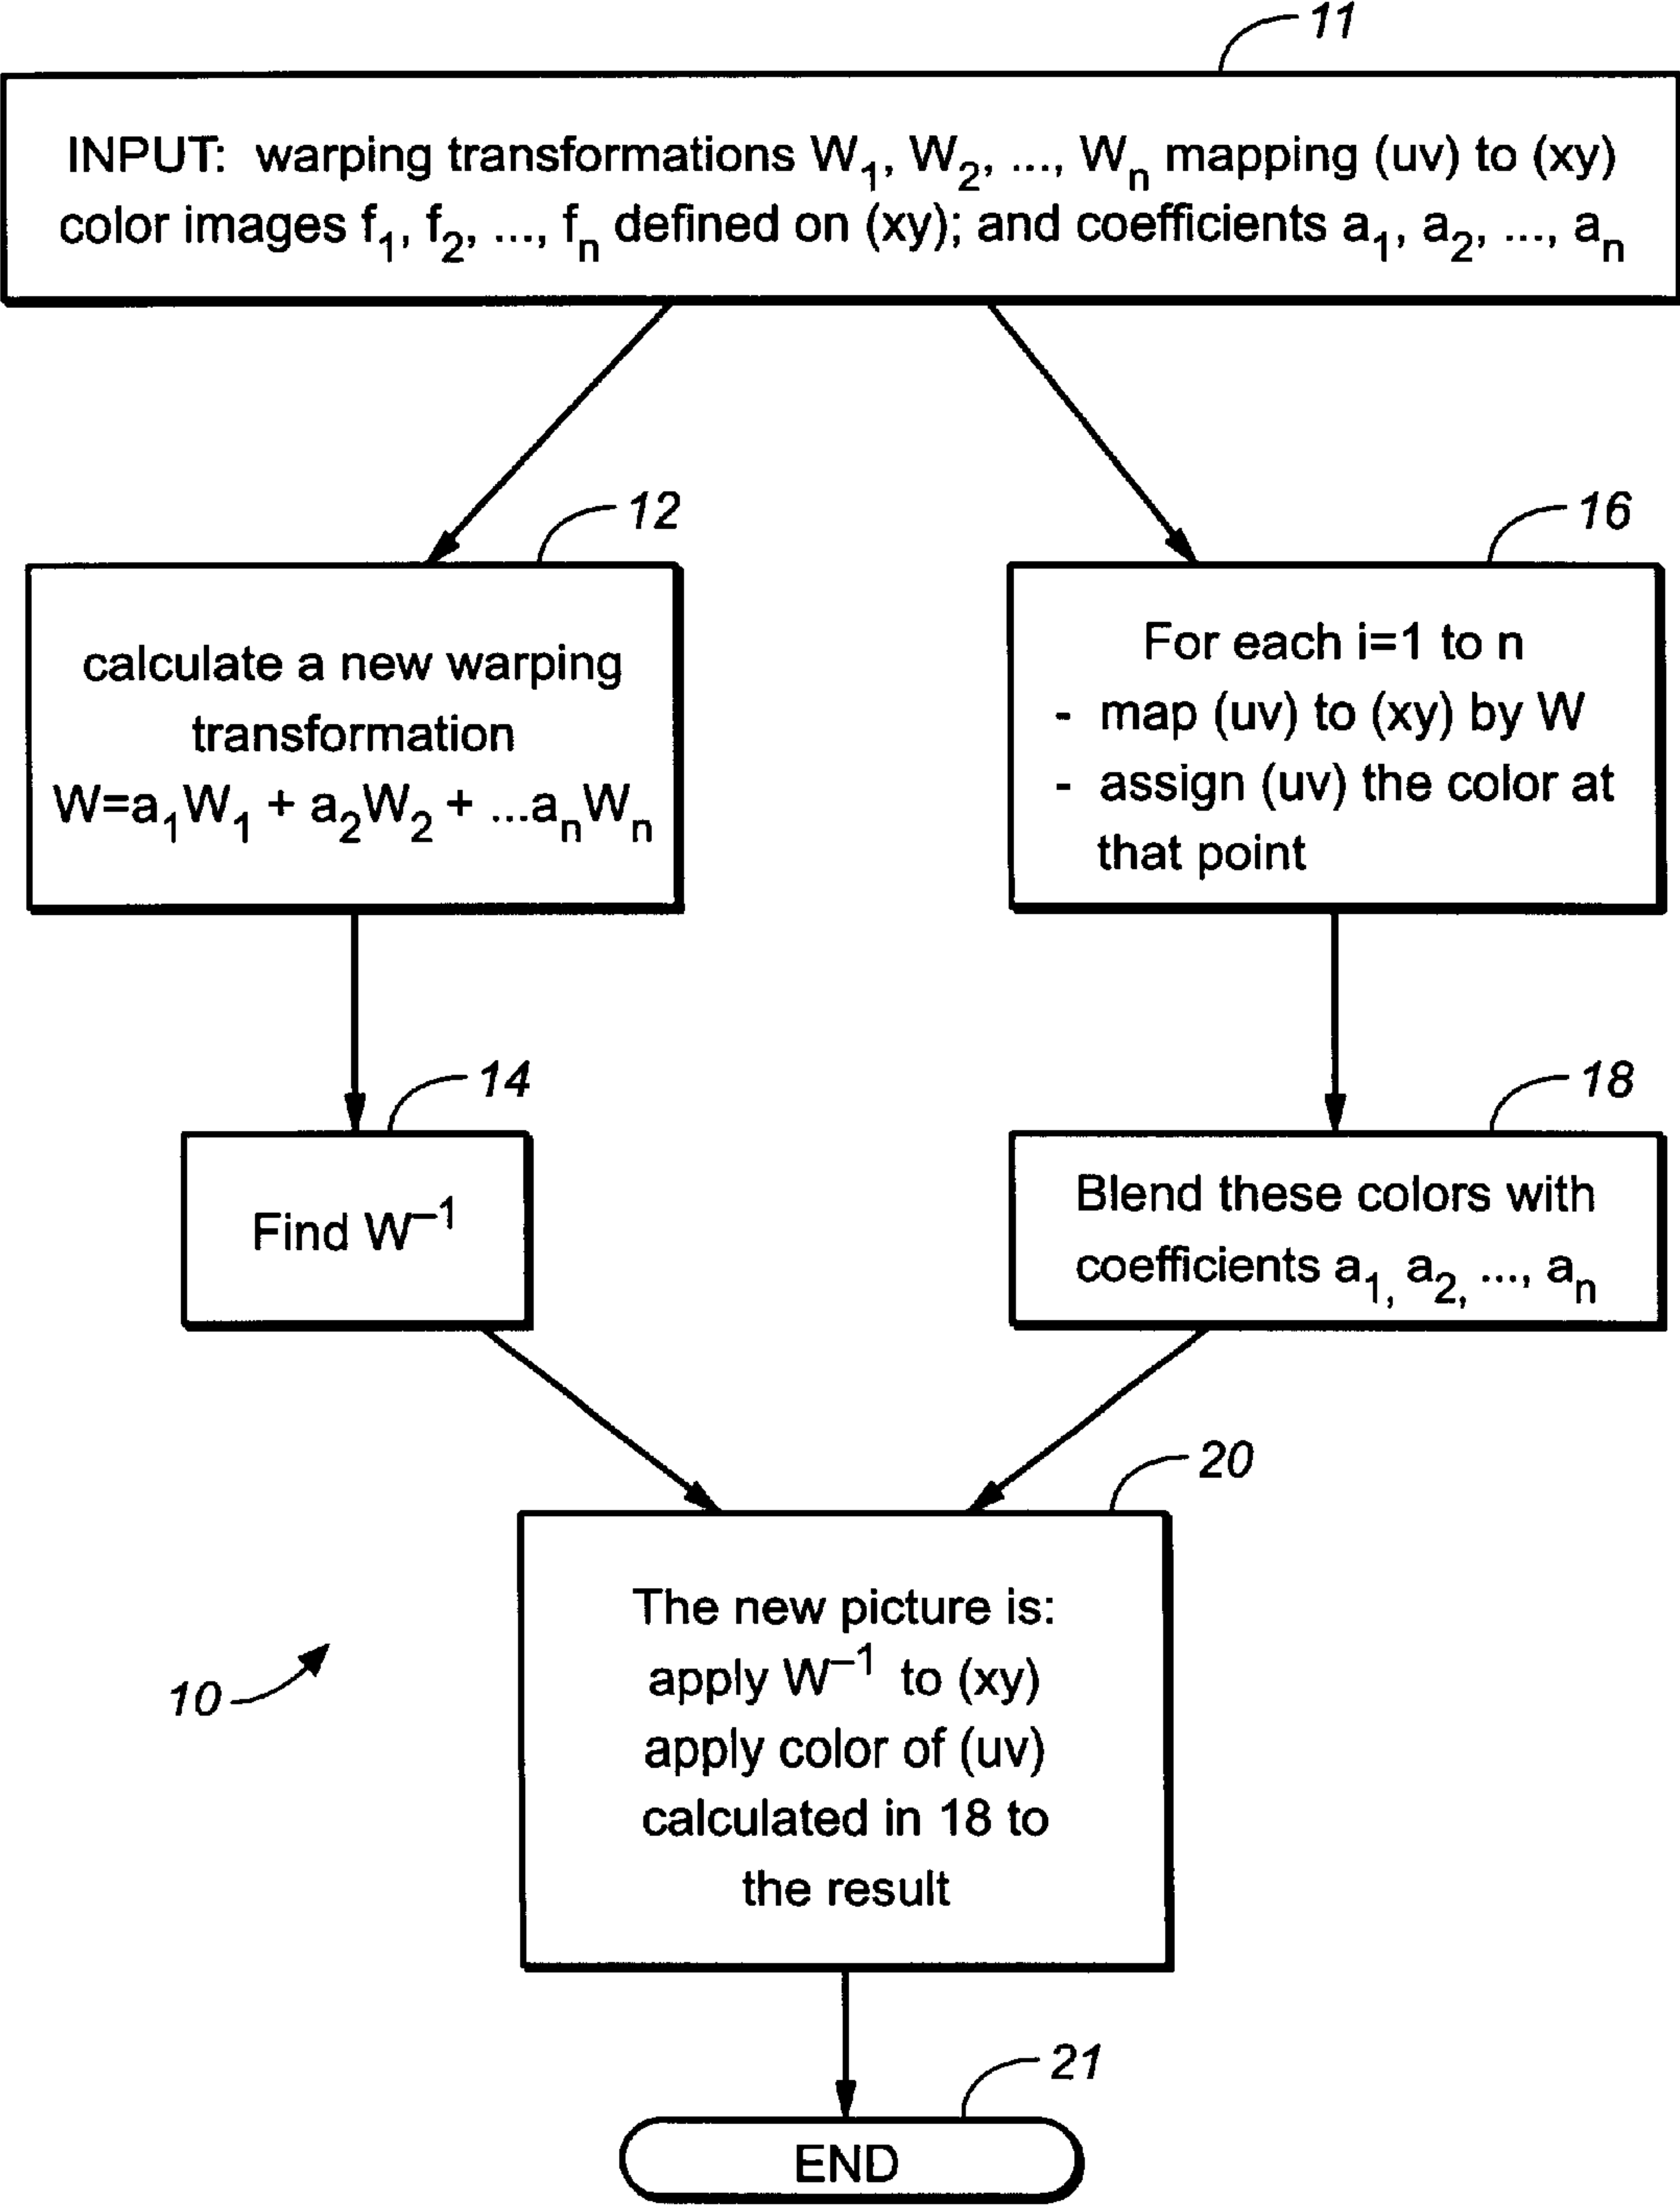 11
INPUT: warping transformations W₁, W₂, ..., Wₙ mapping (uv) to (xy)
color images f₁, f₂, ..., fₙ defined on (xy); and coefficients a₁, a₂, ..., aₙ
12
calculate a new warping
transformation
W=a₁W₁ + a₂W₂ + ...aₙWₙ
16
For each i=1 to n
- map (uv) to (xy) by W
- assign (uv) the color at
that point
14
Find W⁻¹
18
Blend these colors with
coefficients a₁, a₂, ..., aₙ
20
The new picture is:
apply W⁻¹ to (xy)
apply color of (uv)
calculated in 18 to
the result
10
21
END